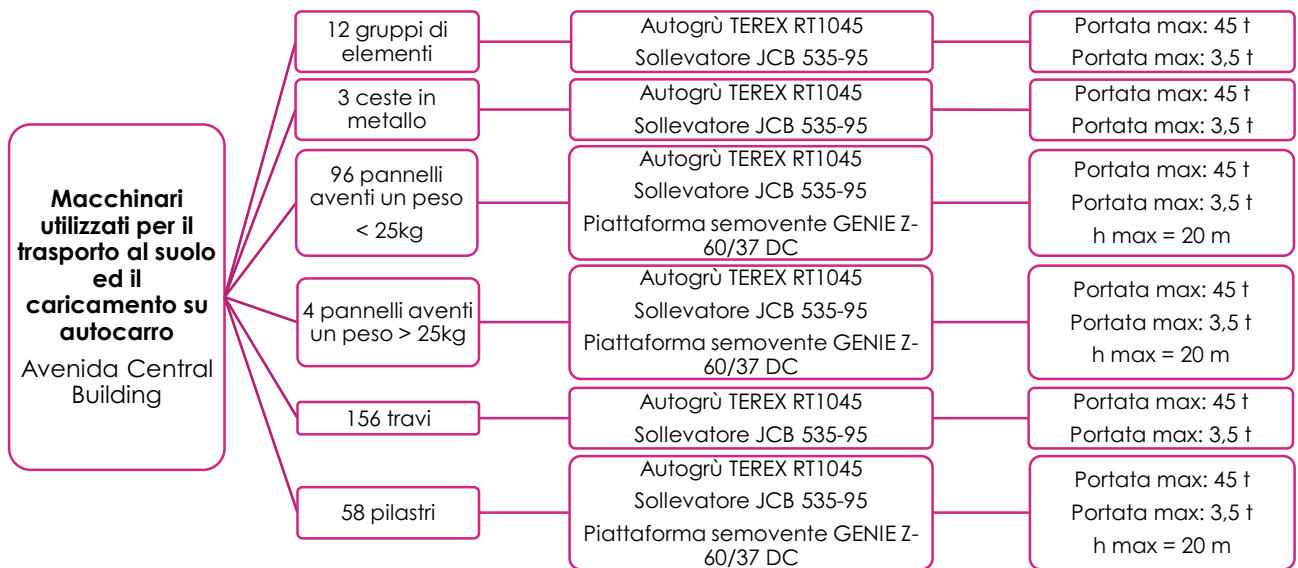 Macchinari
utilizzati per il
trasporto al suolo
ed il
caricamento su
autocarro
Avenida Central
Building
12 gruppi di
elementi
Autogrù TEREX RT1045
Sollevatore JCB 535-95
Portata max: 45 t
Portata max: 3,5 t
3 ceste in
metallo
Autogrù TEREX RT1045
Sollevatore JCB 535-95
Portata max: 45 t
Portata max: 3,5 t
96 pannelli
aventi un peso
< 25kg
Autogrù TEREX RT1045
Sollevatore JCB 535-95
Piattaforma semovente GENIE Z-
60/37 DC
Portata max: 45 t
Portata max: 3,5 t
h max = 20 m
4 pannelli aventi
un peso > 25kg
Autogrù TEREX RT1045
Sollevatore JCB 535-95
Piattaforma semovente GENIE Z-
60/37 DC
Portata max: 45 t
Portata max: 3,5 t
h max = 20 m
156 travi
Autogrù TEREX RT1045
Sollevatore JCB 535-95
Portata max: 45 t
Portata max: 3,5 t
58 pilastri
Autogrù TEREX RT1045
Sollevatore JCB 535-95
Piattaforma semovente GENIE Z-
60/37 DC
Portata max: 45 t
Portata max: 3,5 t
h max = 20 m